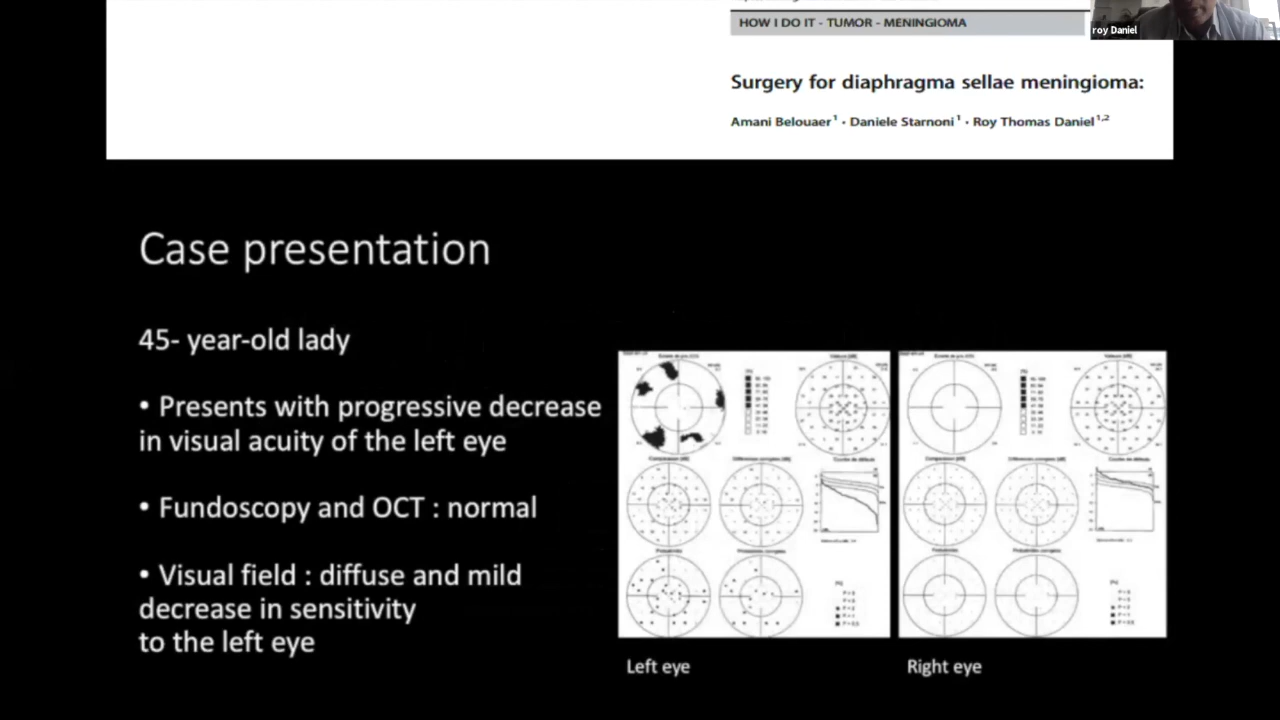 HOW I DO IT - TUMOR - MENINGIOMA
roy Daniel
Surgery for diaphragma sellae meningioma:
Amani Belouaer¹ · Daniele Starnoni¹ · Roy Thomas Daniel¹,²
Case presentation
45- year-old lady
• Presents with progressive decrease
in visual acuity of the left eye
• Fundoscopy and OCT : normal
• Visual field : diffuse and mild
decrease in sensitivity
to the left eye
Left eye
Right eye